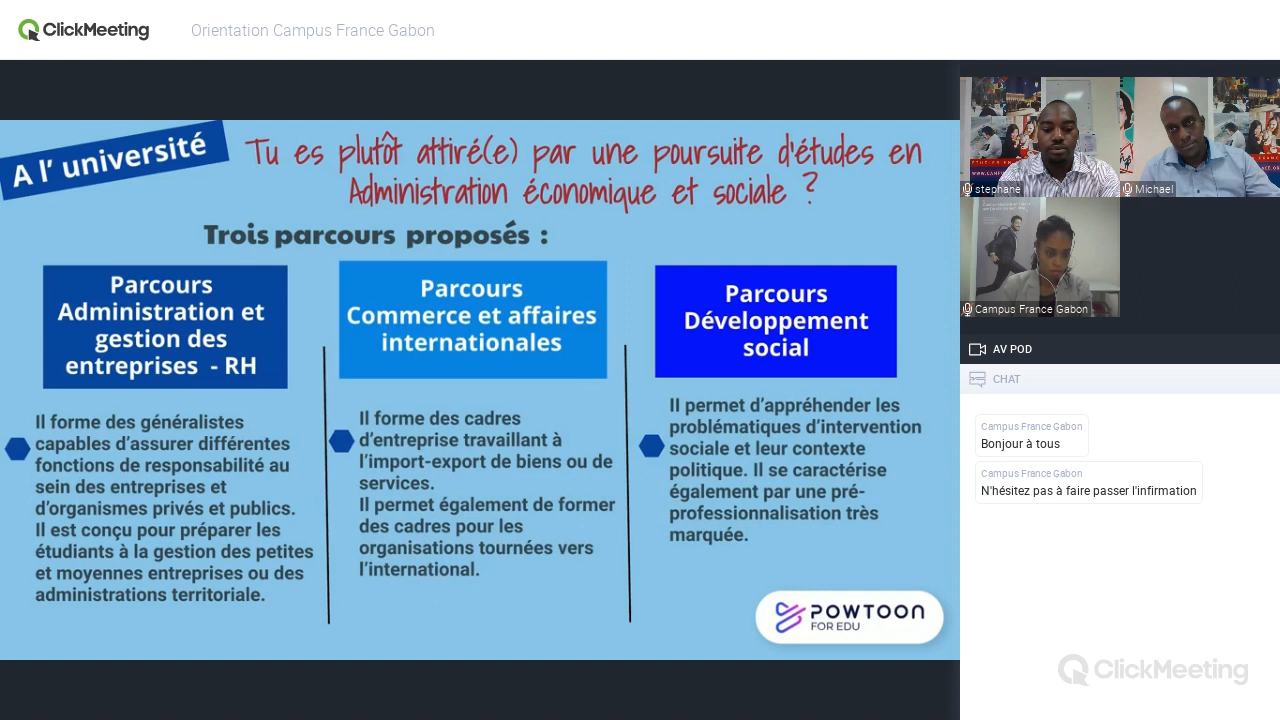 ClickMeeting
Orientation Campus France Gabon
A l’ université
Tu es plutôt attiré(e) par une poursuite d'études en
Administration économique et sociale ?
Trois parcours proposés :
Parcours
Administration et
gestion des
entreprises - RH
Il forme des généralistes
capables d’assurer différentes
fonctions de responsabilité au
sein des entreprises et
d’organismes privés et publics.
Il est conçu pour préparer les
étudiants à la gestion des petites
et moyennes entreprises ou des
administrations territoriale.
Parcours
Commerce et affaires
internationales
Il forme des cadres
d’entreprise travaillant à
l’import-export de biens ou de
services.
Il permet également de former
des cadres pour les
organisations tournées vers
l’international.
Parcours
Développement
social
Il permet d’appréhender les
problématiques d’intervention
sociale et leur contexte
politique. Il se caractérise
également par une pré-
professionnalisation très
marquée.
POWTOON
FOR EDU
stephane
Michael
Campus France Gabon
AV POD
CHAT
Campus France Gabon
Bonjour à tous
Campus France Gabon
N'hésitez pas à faire passer l'infirmation
ClickMeeting